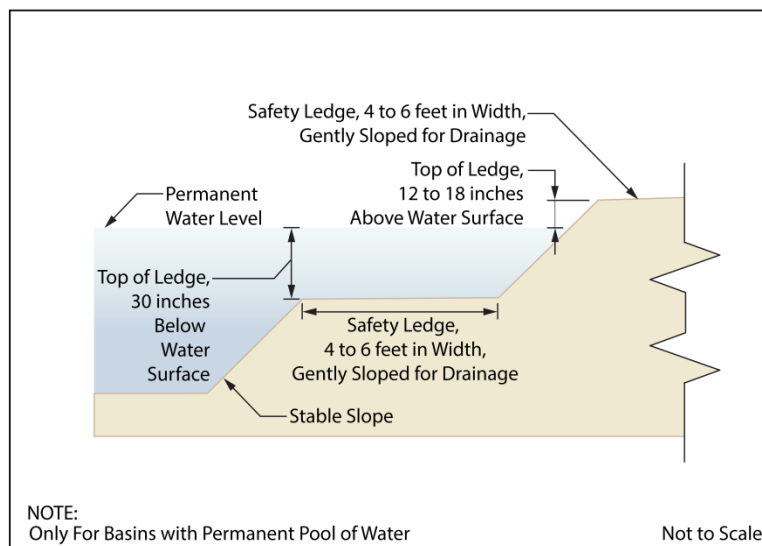 Safety Ledge, 4 to 6 feet in Width,
Gently Sloped for Drainage
Top of Ledge,
12 to 18 inches
Above Water Surface
Permanent
Water Level
Top of Ledge,
30 inches
Below
Water
Surface
Safety Ledge,
4 to 6 feet in Width,
Gently Sloped for Drainage
Stable Slope
NOTE:
Only For Basins with Permanent Pool of Water
Not to Scale